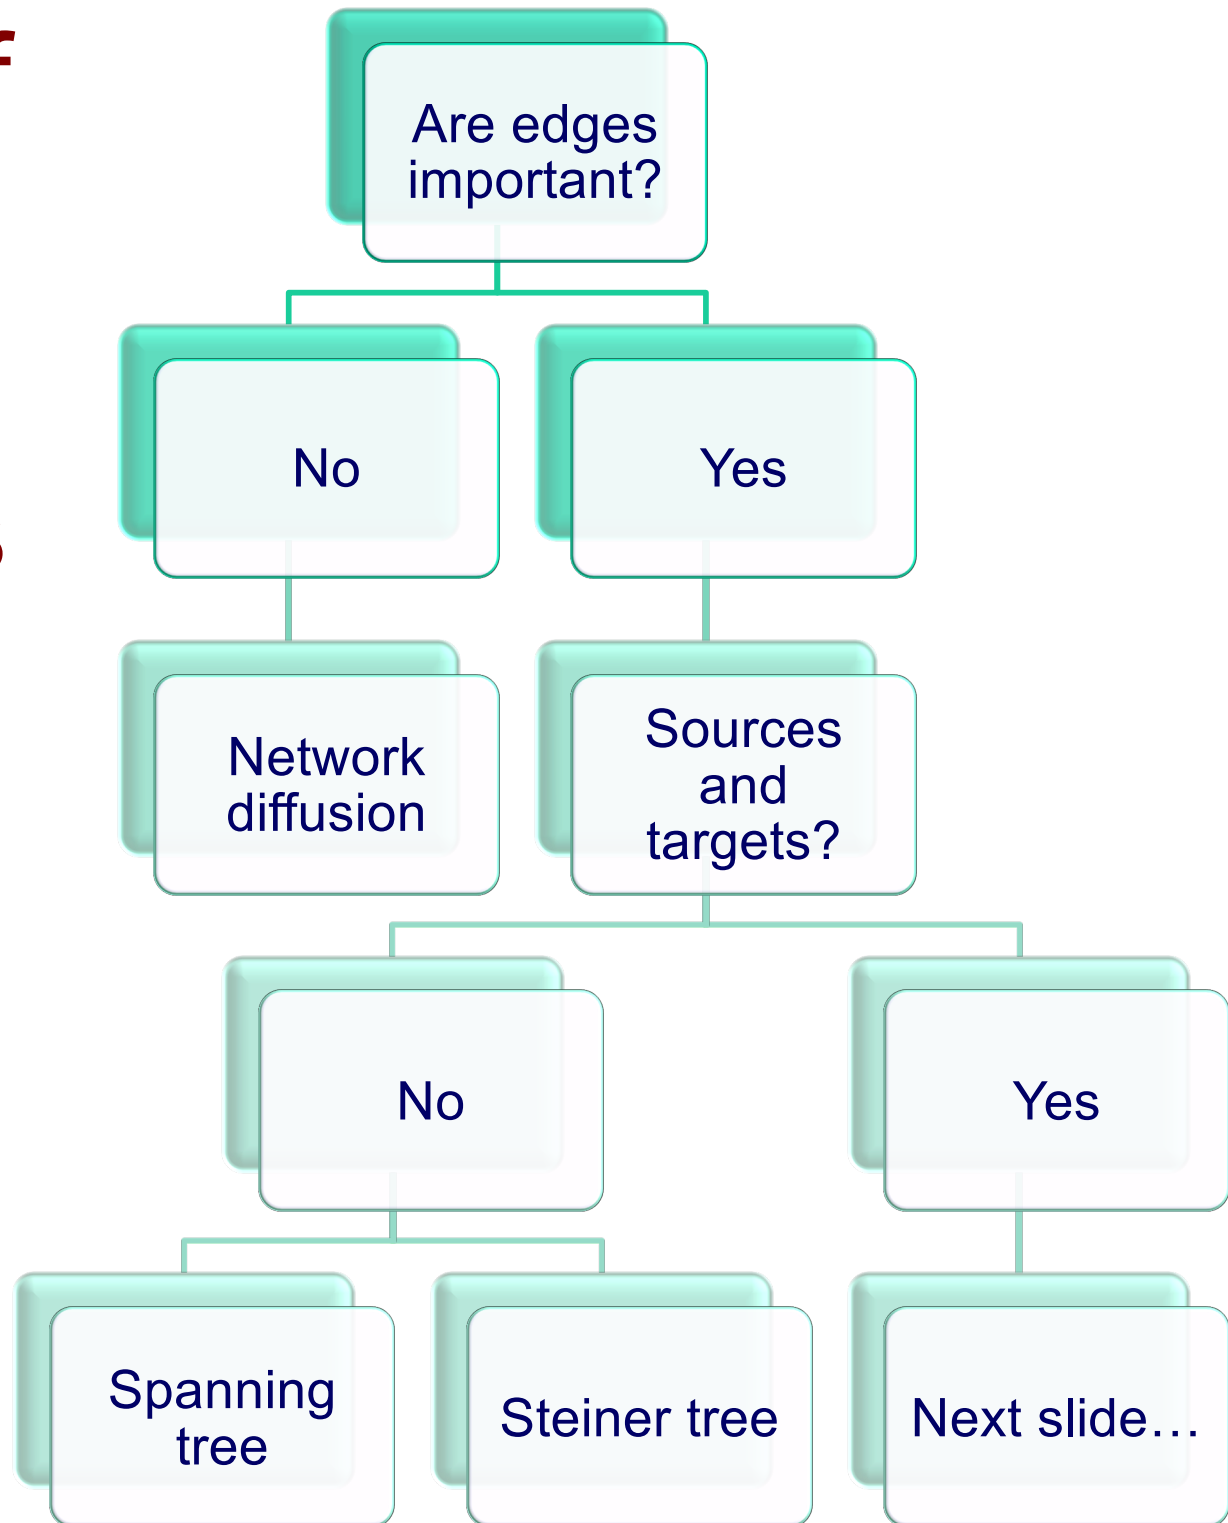 Are edges
important?
No
Yes
Network
diffusion
Sources
and
targets?
No
Yes
Spanning
tree
Steiner tree
Next slide…